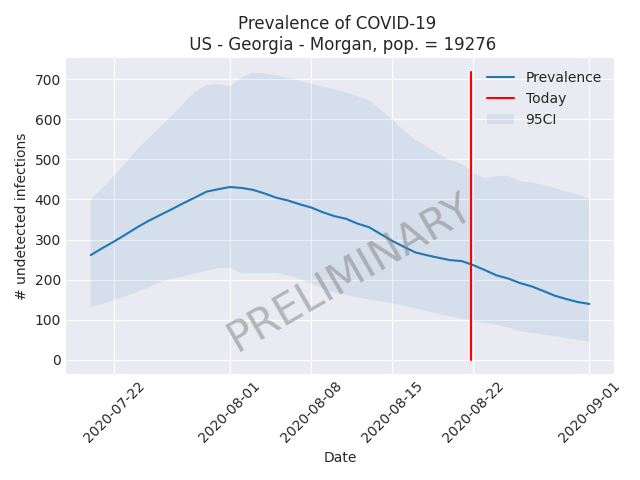 Prevalence of COVID-19
US - Georgia - Morgan, pop. = 19276
# undetected infections
700
600
500
400
300
200
100
0
Prevalence
Today
95CI
PRELIMINARY
2020-07-22
2020-08-01
2020-08-08
2020-08-15
2020-08-22
2020-09-01
Date